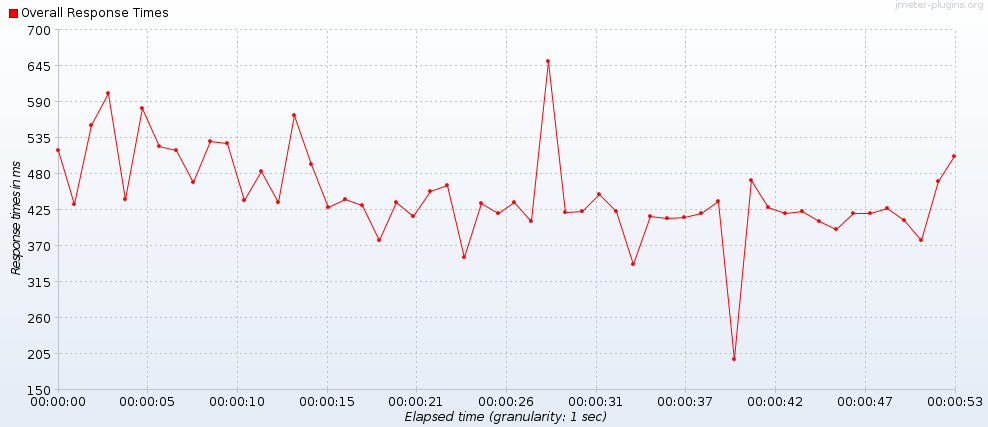 Overall Response Times
jmeter-plugins.org
700
645
590
535
480
425
370
315
260
205
150
Response times in ms
00:00:00 00:00:05 00:00:10 00:00:15 00:00:21 00:00:26 00:00:31 00:00:37 00:00:42 00:00:47 00:00:53
Elapsed time (granularity: 1 sec)